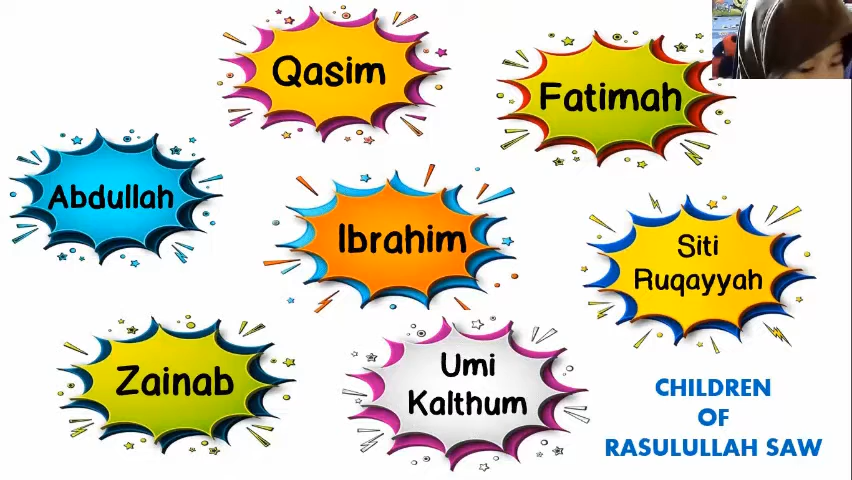 Qasim
Fatimah
Abdullah
Ibrahim
Siti
Ruqayyah
Zainab
Umi
Kalthum
CHILDREN
OF
RASULULLAH SAW